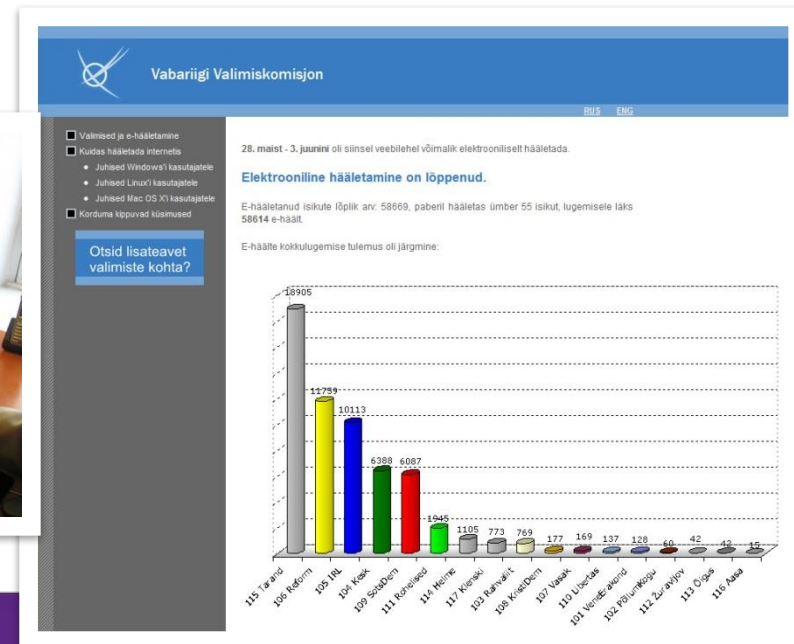 Vabariigi Valimiskomisjon
RUS ENG
Valimised ja e-hääletamine
Kuidas hääletada internetis
Juhised Windows'i kasutajatele
Juhised Linux'i kasutajatele
Juhised Mac OS X'i kasutajatele
Korduma kippuvad küsimused
Otsid lisateavet
valimiste kohta?
28. maist - 3. juunini oli siinsel veebilehel võimalik elektrooniliselt hääletada.
Elektrooniline hääletamine on lõppenud.
E-hääletanud isikute lõplik arv: 58669, paberil hääletas ümber 55 isikut, lugemisele läks
58614 e-häält.
E-häälte kokkulugemise tulemus oli järgmine:
18905
11759
10113
6388
6087
1945
1105
773
769
177
169
137
128
60
42
42
15
115 Tarand
106 Reform
105 IRL
104 Kesk
109 SotsDem
111 Rohelised
114 Helme
117 Klenski
103 Rahvaliit
108 KristlDem
107 Vasak
110 Libertas
101 VeneErakond
102 PõllumKogu
112 Žuravljov
113 Õigus
116 Aasa